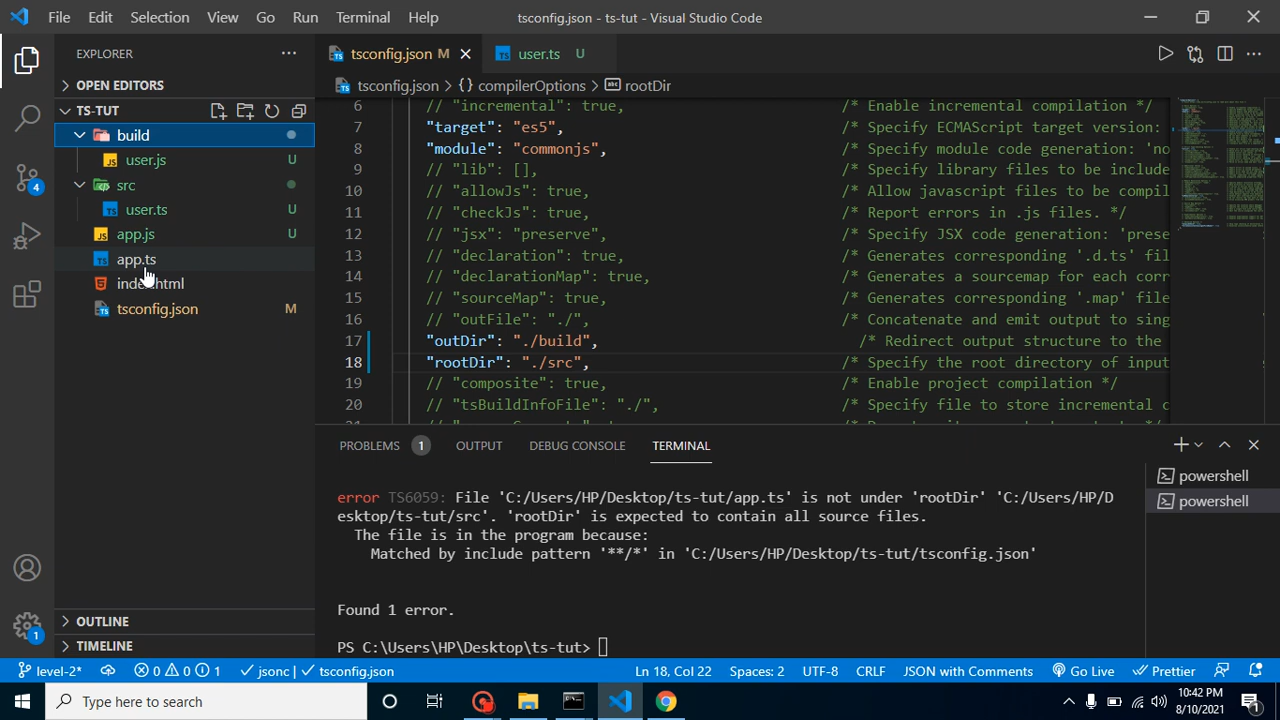 File Edit Selection View Go Run Terminal Help tsconfig.json - ts-tut - Visual Studio Code
EXPLORER
OPEN EDITORS
TS-TUT
build
user.js U
src
user.ts U
app.js U
app.ts
index.html
tsconfig.json M
OUTLINE
TIMELINE
4
1
tsconfig.json M user.ts U
tsconfig.json > {} compilerOptions > abc rootDir
6 // "incremental": true, /* Enable incremental compilation */
7 "target": "es5", /* Specify ECMAScript target version:
8 "module": "commonjs", /* Specify module code generation: 'no
9 // "lib": [], /* Specify library files to be include
10 // "allowJs": true, /* Allow javascript files to be compil
11 // "checkJs": true, /* Report errors in .js files. */
12 // "jsx": "preserve", /* Specify JSX code generation: 'prese
13 // "declaration": true, /* Generates corresponding '.d.ts' fil
14 // "declarationMap": true, /* Generates a sourcemap for each corr
15 // "sourceMap": true, /* Generates corresponding '.map' file
16 // "outFile": "./", /* Concatenate and emit output to sing
17 "outDir": "./build", /* Redirect output structure to the
18 "rootDir": "./src", /* Specify the root directory of input
19 // "composite": true, /* Enable project compilation */
20 // "tsBuildInfoFile": "./", /* Specify file to store incremental c
PROBLEMS 1 OUTPUT DEBUG CONSOLE TERMINAL
error TS6059: File 'C:/Users/HP/Desktop/ts-tut/app.ts' is not under 'rootDir' 'C:/Users/HP/D
esktop/ts-tut/src'. 'rootDir' is expected to contain all source files.
The file is in the program because:
Matched by include pattern '**/*' in 'C:/Users/HP/Desktop/ts-tut/tsconfig.json'
Found 1 error.
PS C:\Users\HP\Desktop\ts-tut>
powershell
powershell
level-2* 0 0 1 jsonc | tsconfig.json Ln 18, Col 22 Spaces: 2 UTF-8 CRLF JSON with Comments Go Live Prettier
Type here to search
10:42 PM
8/10/2021
1